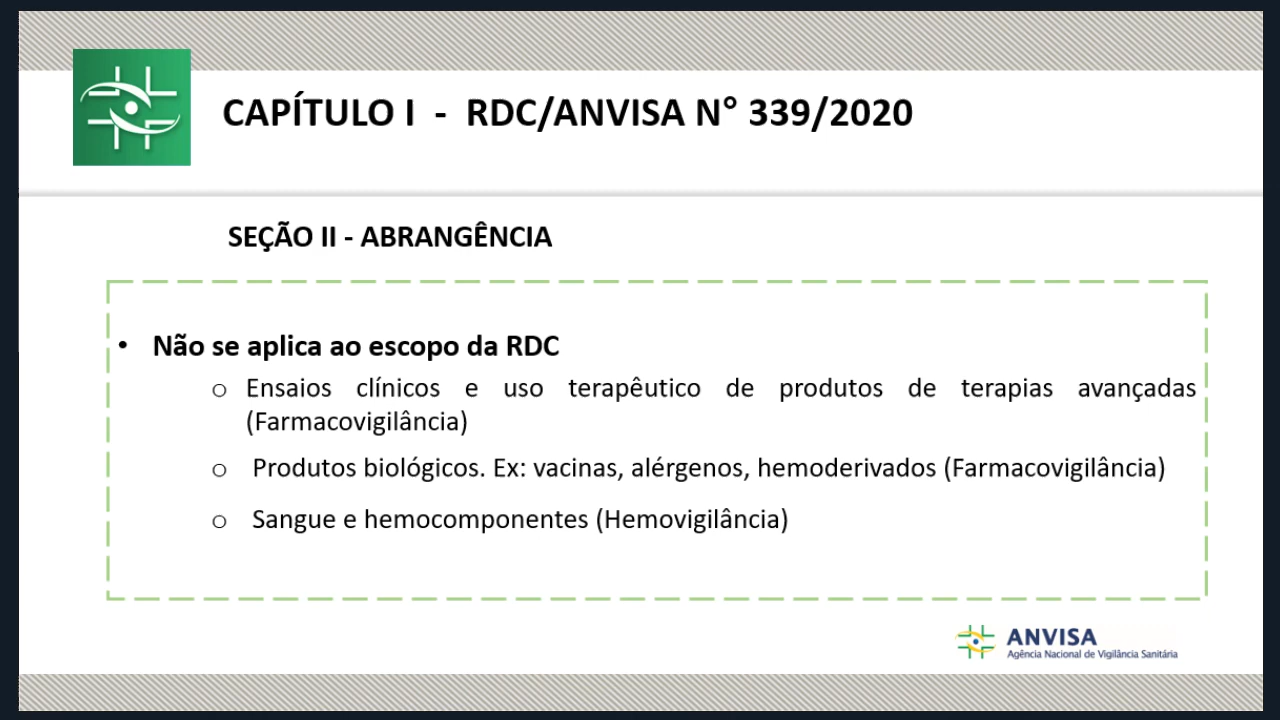 CAPÍTULO I - RDC/ANVISA N° 339/2020
SEÇÃO II - ABRANGÊNCIA
• Não se aplica ao escopo da RDC
o Ensaios clínicos e uso terapêutico de produtos de terapias avançadas
(Farmacovigilância)
o Produtos biológicos. Ex: vacinas, alérgenos, hemoderivados (Farmacovigilância)
o Sangue e hemocomponentes (Hemovigilância)
ANVISA
Agência Nacional de Vigilância Sanitária